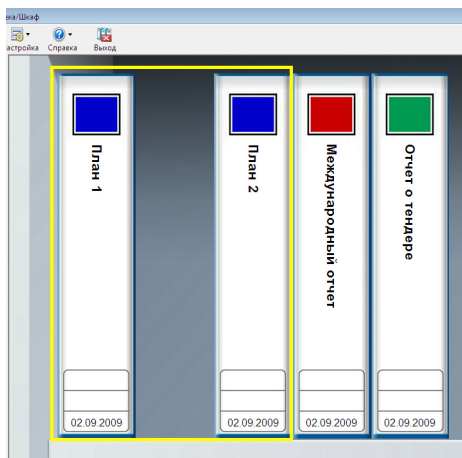 вка/Шкаф
астройка Справка Выход
План 1
План 2
Международный отчет
Отчет о тендере
02.09.2009 02.09.2009 02.09.2009 02.09.2009